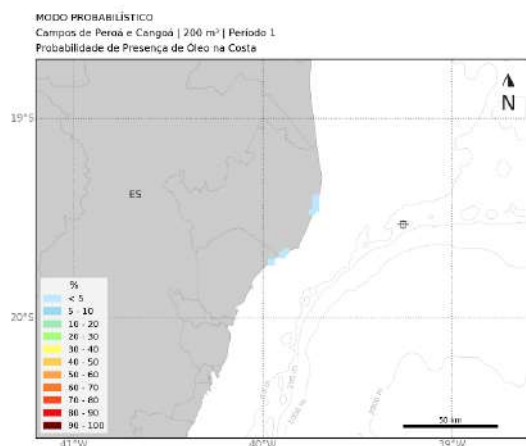 MODO PROBABILÍSTICO
Campos de Peroá e Cangoá | 200 m³ | Período 1
Probabilidade de Presença de Óleo na Costa
N
19°S
ES
20°S
%
< 5
5 - 10
10 - 20
20 - 30
30 - 40
40 - 50
50 - 60
60 - 70
70 - 80
80 - 90
90 - 100
50 km
41°W
40°W
39°W